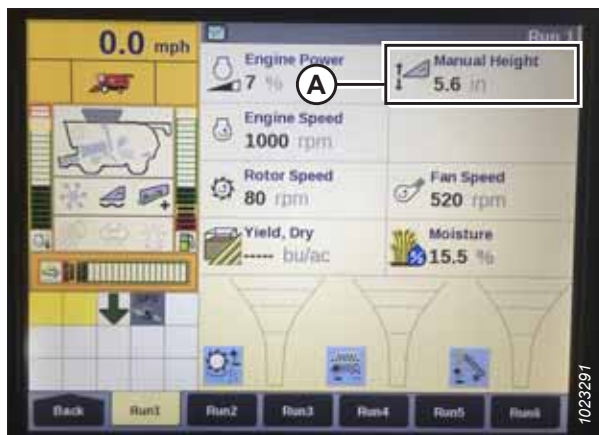 0.0 mph
Run 1
Engine Power
7 %
A
Manual Height
5.6 in
Engine Speed
1000 rpm
Rotor Speed
80 rpm
Fan Speed
520 rpm
Yield, Dry
----- bu/ac
Moisture
15.5 %
Back
Run1
Run2
Run3
Run4
Run5
Run6
1023291